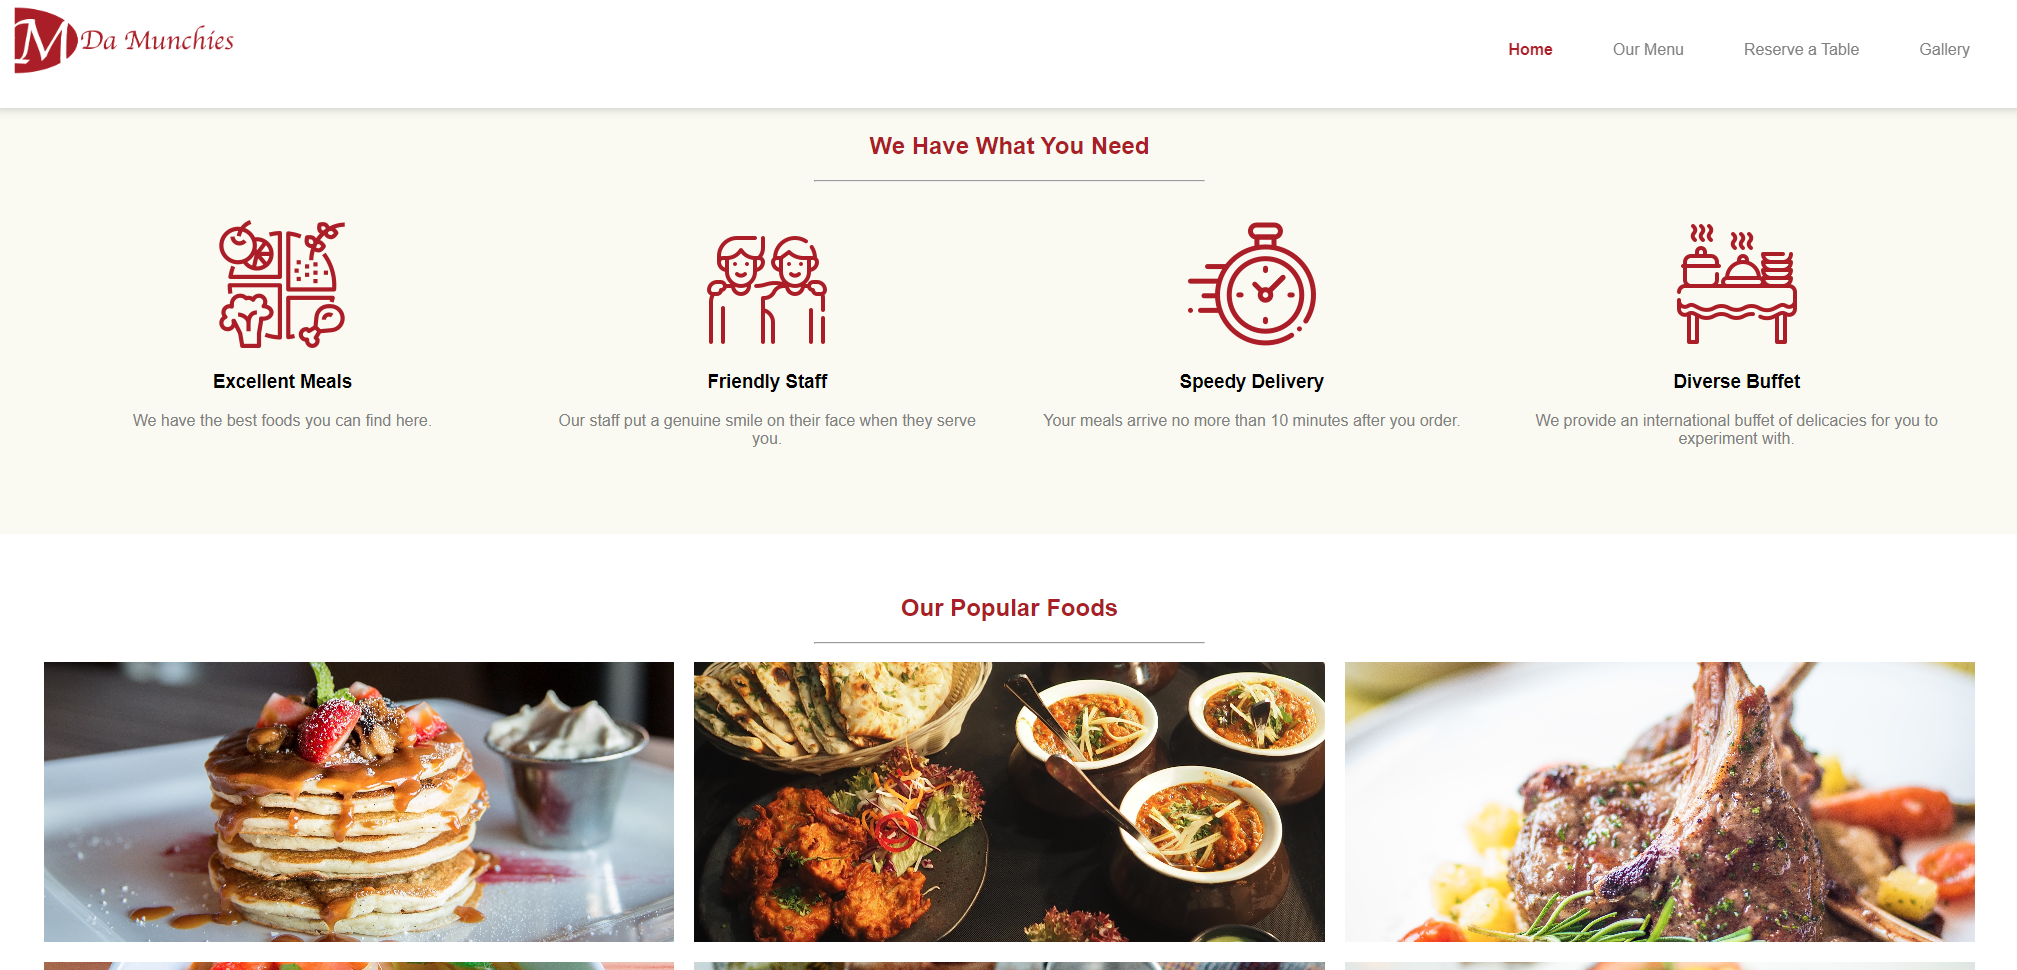 M Da Munchies
Home Our Menu Reserve a Table Gallery
We Have What You Need
Excellent Meals
We have the best foods you can find here.
Friendly Staff
Our staff put a genuine smile on their face when they serve
you.
Speedy Delivery
Your meals arrive no more than 10 minutes after you order.
Diverse Buffet
We provide an international buffet of delicacies for you to
experiment with.
Our Popular Foods